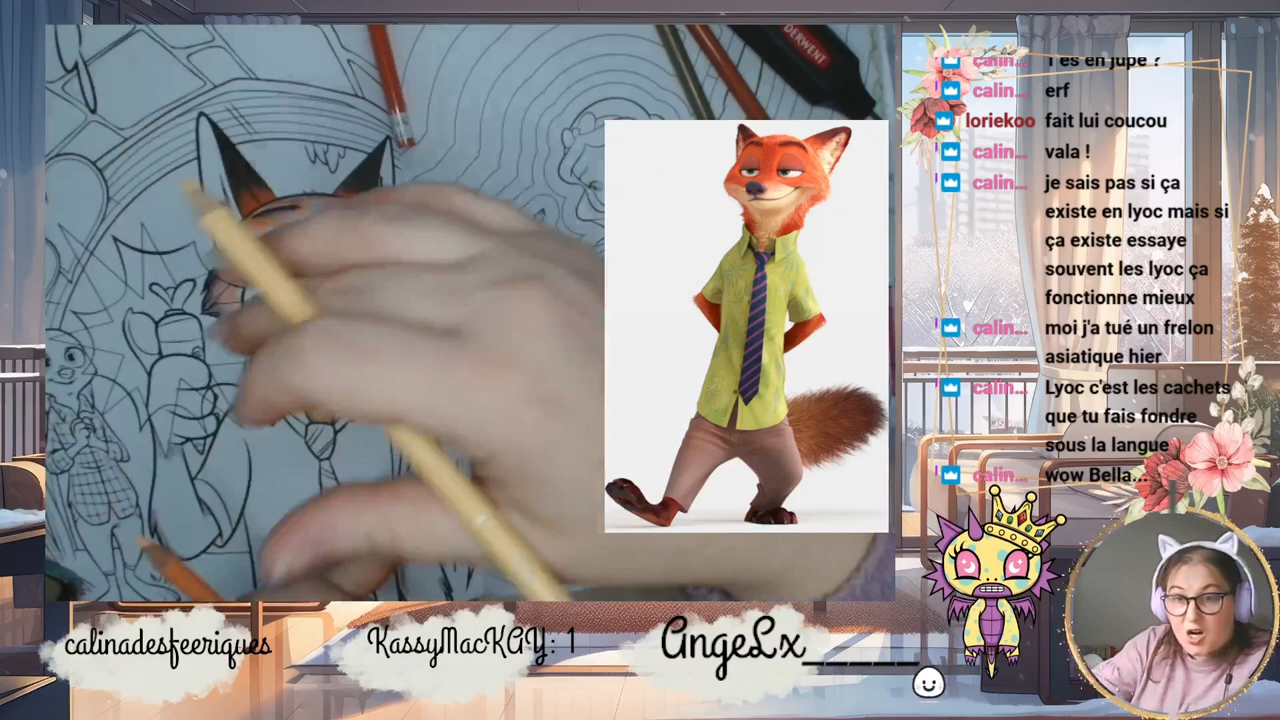 DERWENT
calin... T'es en jupe ?
calin... erf
loriekoo fait lui coucou
calin... vala !
calin... je sais pas si ça
existe en lyoc mais si
ça existe essaye
souvent les lyoc ça
fonctionne mieux
calin... moi j'a tué un frelon
asiatique hier
calin... Lyoc c'est les cachets
que tu fais fondre
sous la langue
calin... wow Bella...
calinadesfeeriques
KassyMacKAY: 1
AngeLx______